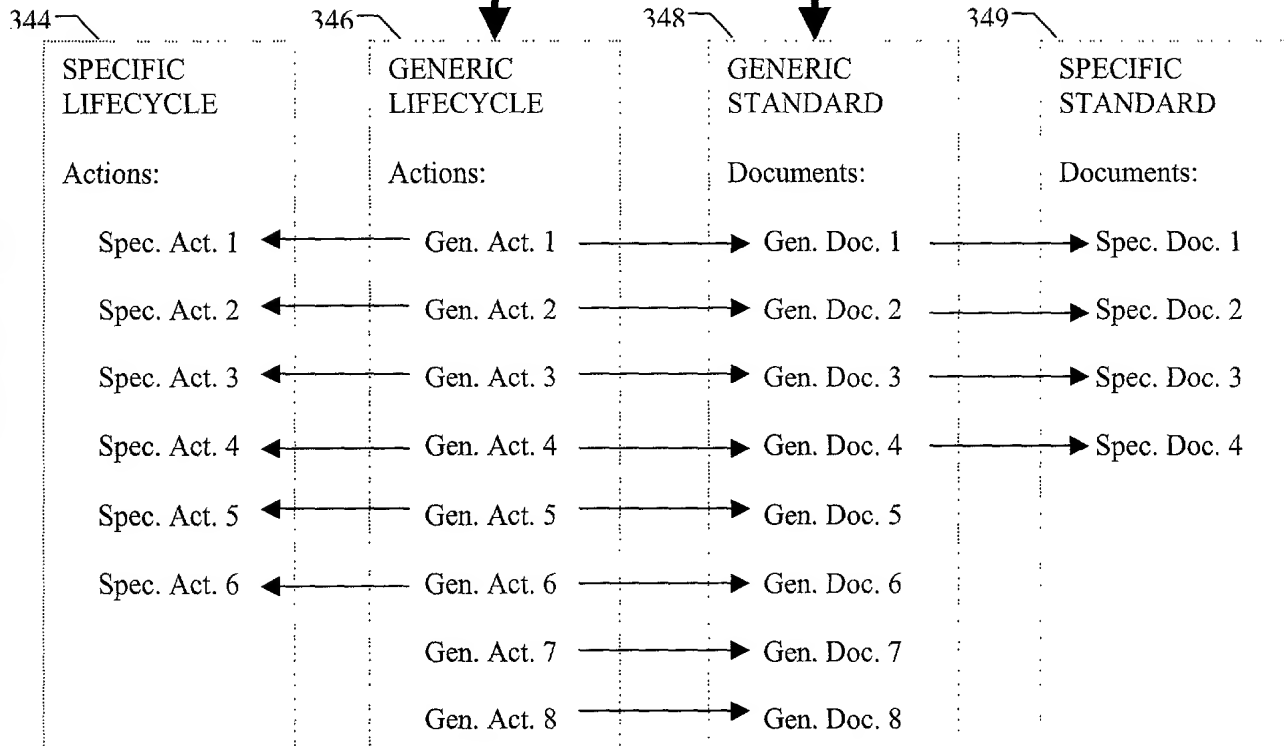 344 346 348 349
SPECIFIC GENERIC GENERIC SPECIFIC
LIFECYCLE LIFECYCLE STANDARD STANDARD
Actions: Actions: Documents: Documents:
Spec. Act. 1 Gen. Act. 1 Gen. Doc. 1 Spec. Doc. 1
Spec. Act. 2 Gen. Act. 2 Gen. Doc. 2 Spec. Doc. 2
Spec. Act. 3 Gen. Act. 3 Gen. Doc. 3 Spec. Doc. 3
Spec. Act. 4 Gen. Act. 4 Gen. Doc. 4 Spec. Doc. 4
Spec. Act. 5 Gen. Act. 5 Gen. Doc. 5
Spec. Act. 6 Gen. Act. 6 Gen. Doc. 6
Gen. Act. 7 Gen. Doc. 7
Gen. Act. 8 Gen. Doc. 8